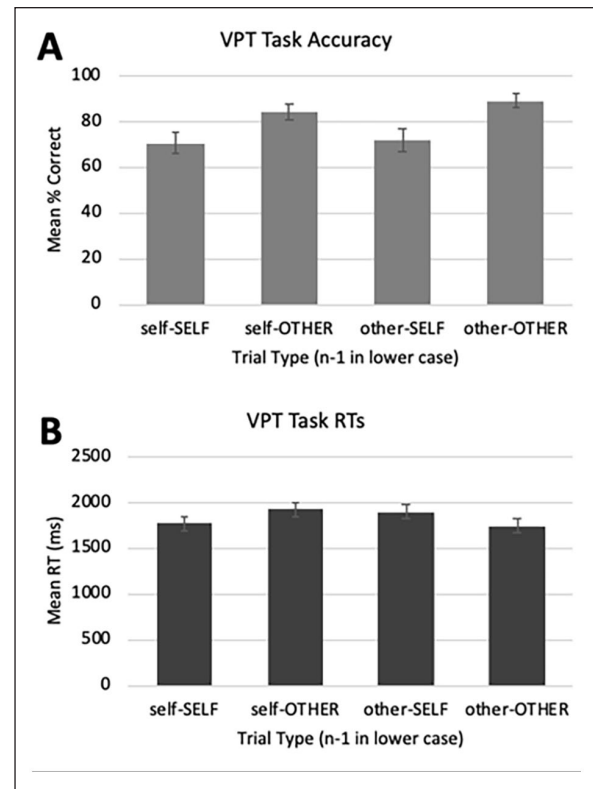 A
VPT Task Accuracy
100
80
60
40
20
0
Mean % Correct
self-SELF self-OTHER other-SELF other-OTHER
Trial Type (n-1 in lower case)
B
VPT Task RTs
2500
2000
1500
1000
500
0
Mean RT (ms)
self-SELF self-OTHER other-SELF other-OTHER
Trial Type (n-1 in lower case)